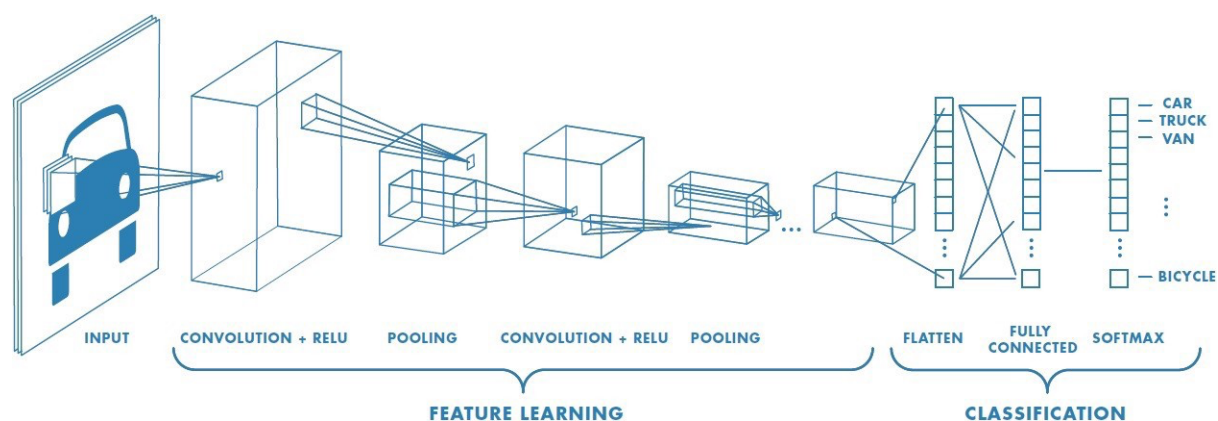 CAR
TRUCK
VAN
BICYCLE
INPUT
CONVOLUTION + RELU
POOLING
CONVOLUTION + RELU
POOLING
FLATTEN
FULLY
CONNECTED
SOFTMAX
FEATURE LEARNING
CLASSIFICATION